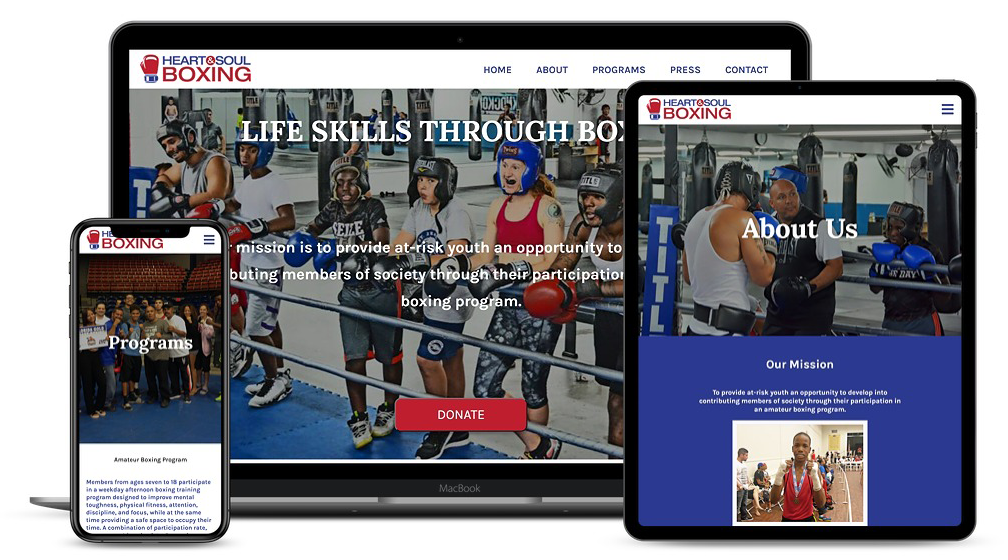 HEART&SOUL
BOXING
HOME ABOUT PROGRAMS PRESS CONTACT
LIFE SKILLS THROUGH
mission is to provide at-risk youth an opportunity to
members of society through their
boxing program.
DONATE
MacBook
EVERLAST
TITLE
HEART&SOUL
BOXING
About Us
TITL
Our Mission
To provide at-risk youth an opportunity to develop into
contributing members of society through their participation in
an amateur boxing program.
BOXING
Programs
Amateur Boxing Program
Members from ages seven to 18 participate
in a weekday afternoon boxing training
program designed to improve mental
toughness, physical fitness, attention,
discipline, and focus, while at the same
time providing a safe space to occupy their
time. A combination of participation rate,